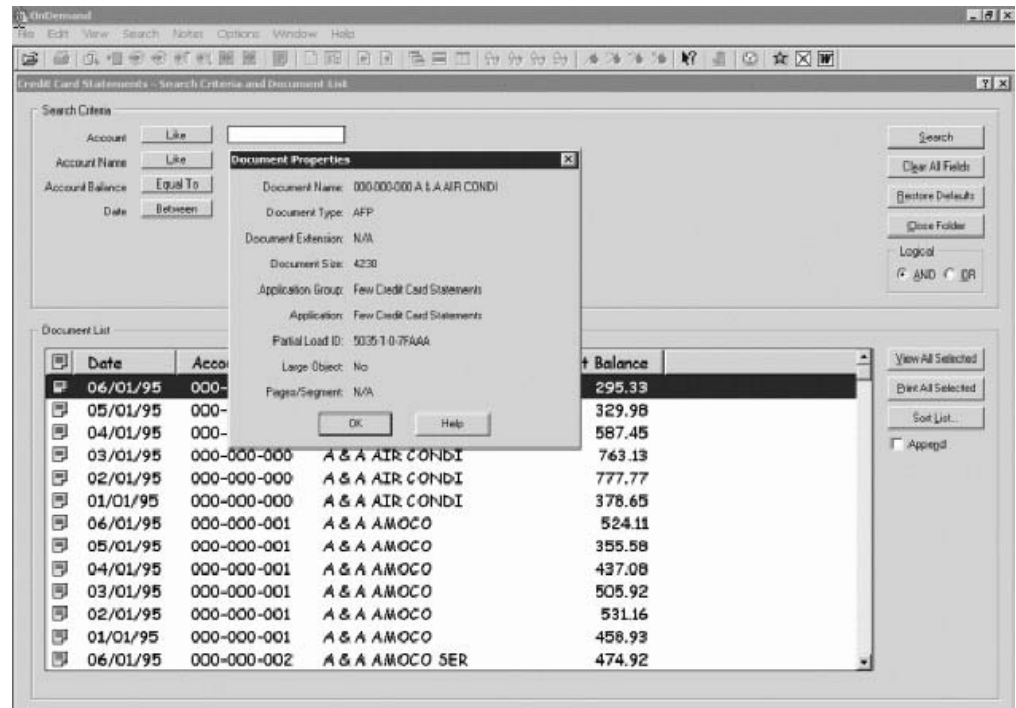 OnDemand
File Edit View Search Notes Options Window Help
Credit Card Statements - Search Criteria and Document List
Search Criteria
Account Like
Account Name Like
Account Balance Equal To
Date Between
Search
Clear All Fields
Restore Defaults
Close Folder
Logical
AND OR
Document Properties
Document Name: 000-000-000 A & A AIR CONDI
Document Type: AFP
Document Extension: N/A
Document Size: 4230
Application Group: Few Credit Card Statements
Application: Few Credit Card Statements
Partial Load ID: 5035-1-0-7FAAA
Large Object: No
Pages/Segment: N/A
OK Help
Document List
Date Accou t Balance
06/01/95 000- 295.33
05/01/95 000- 329.98
04/01/95 000- 587.45
03/01/95 000-000-000 A & A AIR CONDI 763.13
02/01/95 000-000-000 A & A AIR CONDI 777.77
01/01/95 000-000-000 A & A AIR CONDI 378.65
06/01/95 000-000-001 A & A AMOCO 524.11
05/01/95 000-000-001 A & A AMOCO 355.58
04/01/95 000-000-001 A & A AMOCO 437.08
03/01/95 000-000-001 A & A AMOCO 505.92
02/01/95 000-000-001 A & A AMOCO 531.16
01/01/95 000-000-001 A & A AMOCO 458.93
06/01/95 000-000-002 A & A AMOCO SER 474.92
View All Selected
Print All Selected
Sort List...
Append